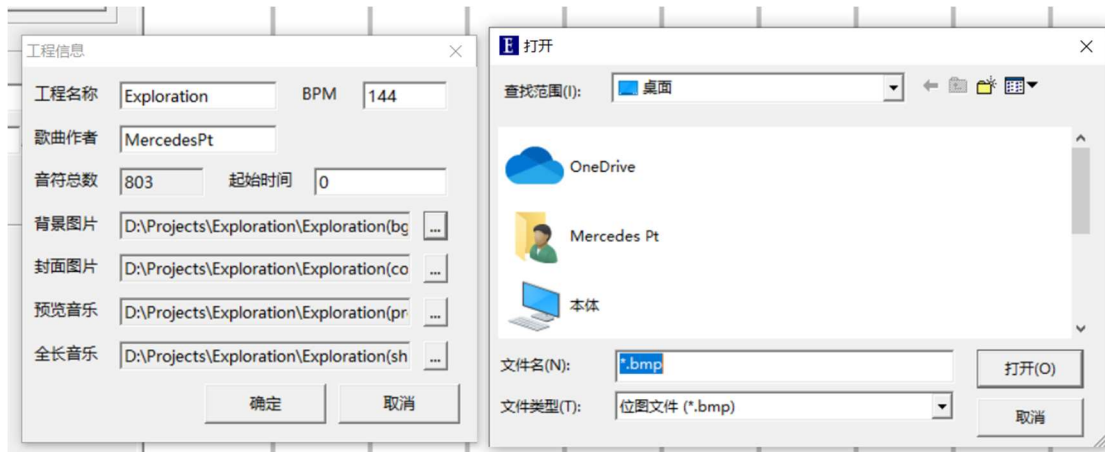 工程信息
工程名称 Exploration BPM 144
歌曲作者 MercedesPt
音符总数 803 起始时间 0
背景图片 D:\Projects\Exploration\Exploration(bg ...
封面图片 D:\Projects\Exploration\Exploration(co ...
预览音乐 D:\Projects\Exploration\Exploration(pr ...
全长音乐 D:\Projects\Exploration\Exploration(sh ...
确定 取消
E 打开
查找范围(I): 桌面
OneDrive
Mercedes Pt
本体
文件名(N): *.bmp 打开(O)
文件类型(T): 位图文件 (*.bmp) 取消